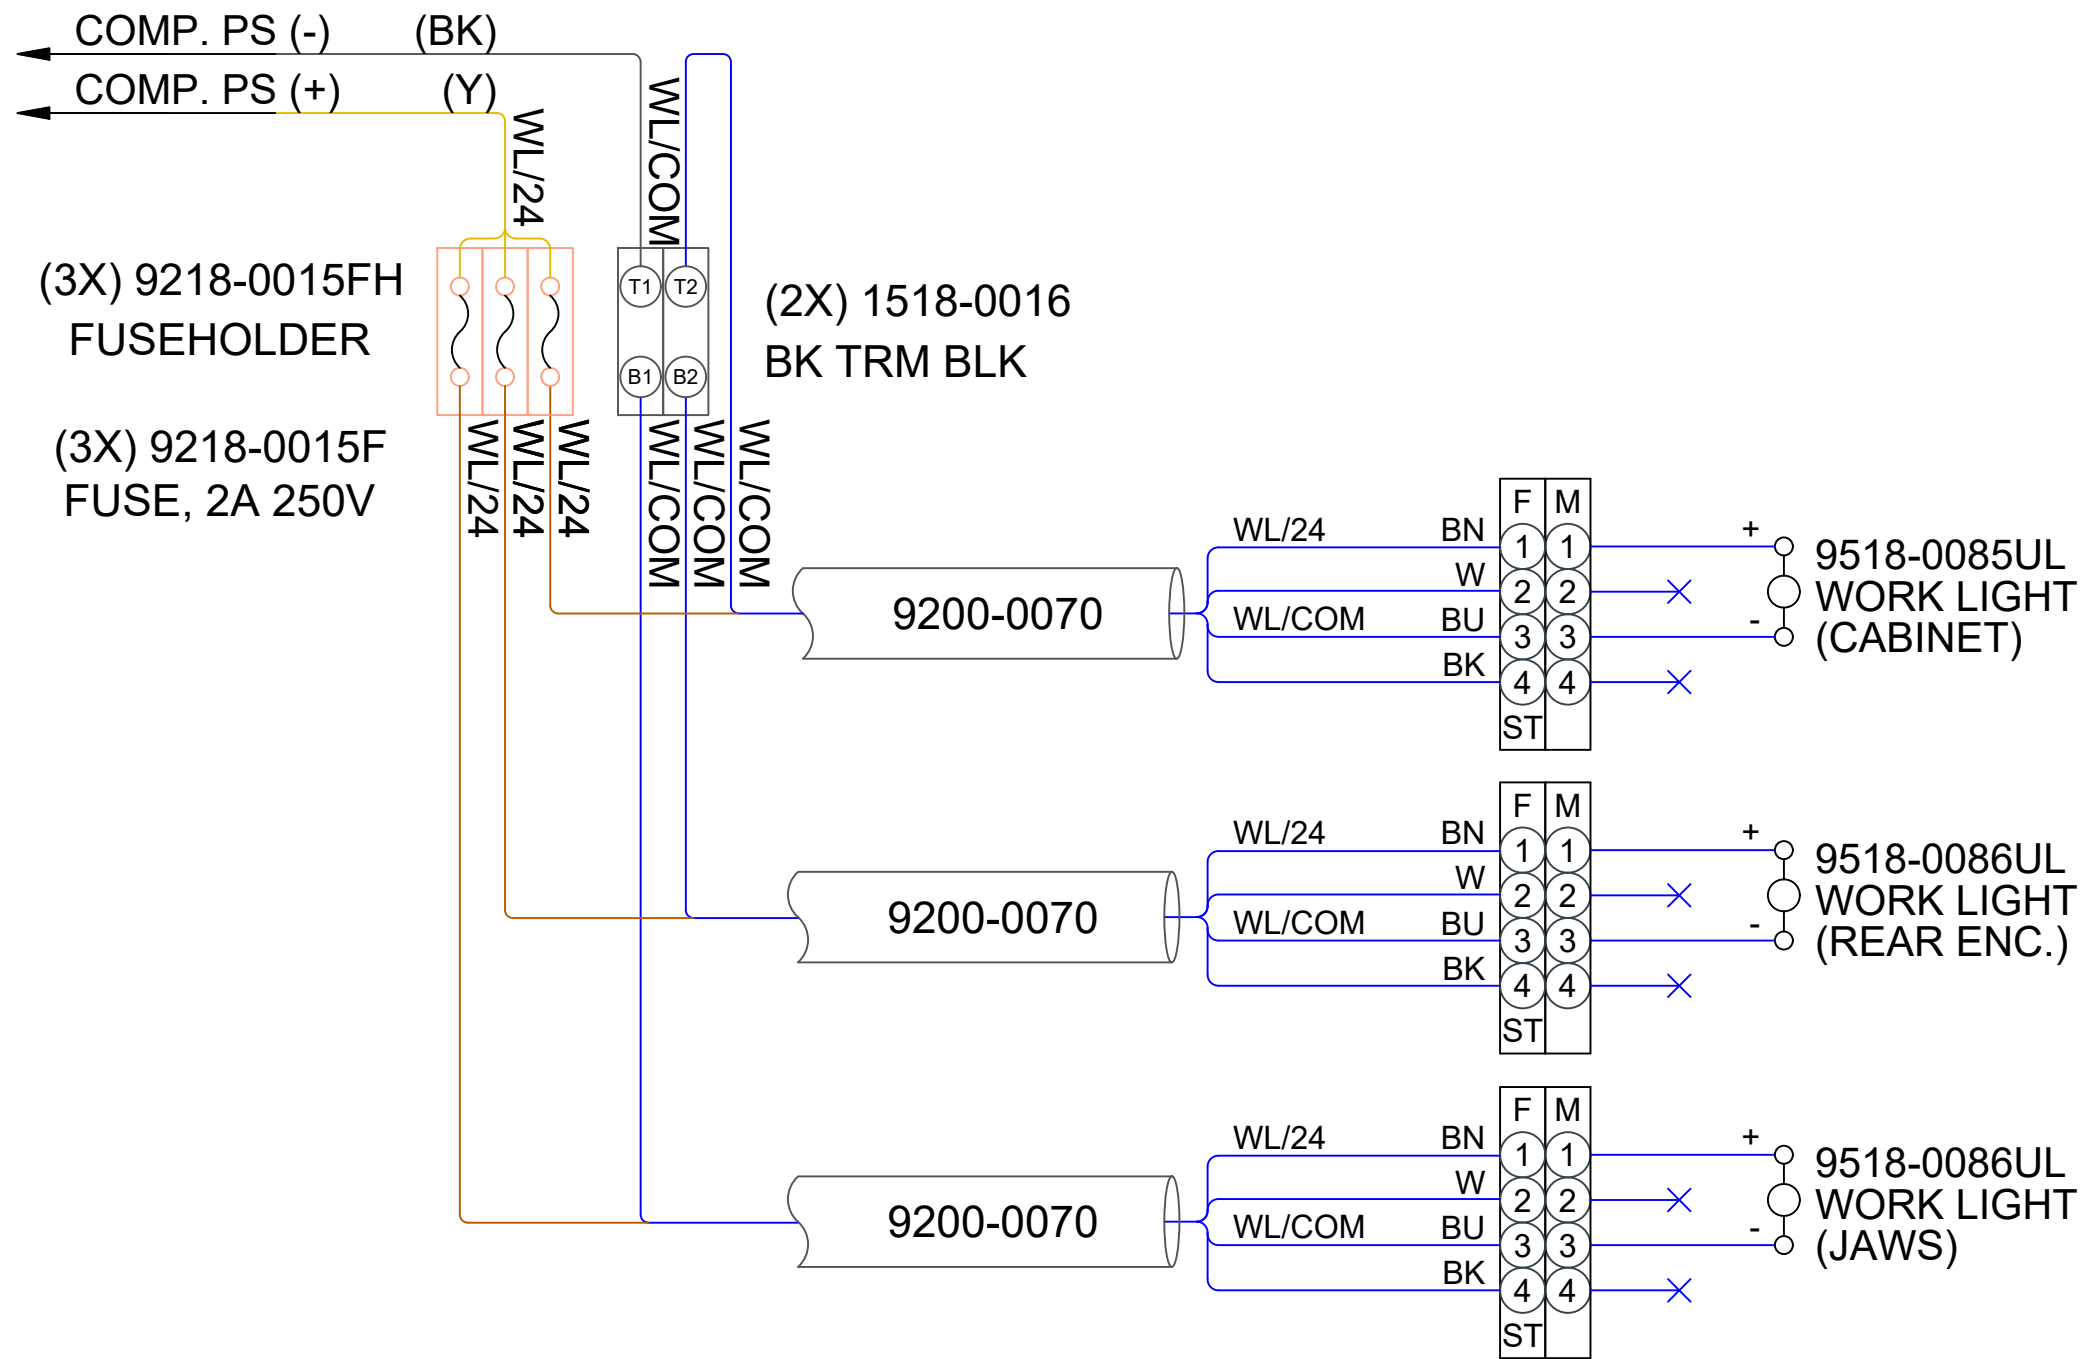 COMP. PS (-) (BK)
COMP. PS (+) (Y)
WL/24
WL/COM
(3X) 9218-0015FH
FUSEHOLDER
T1 T2
B1 B2
(2X) 1518-0016
BK TRM BLK
(3X) 9218-0015F
FUSE, 2A 250V
WL/24
WL/24
WL/24
WL/COM
WL/COM
WL/COM
9200-0070
WL/24 BN
W
WL/COM BU
BK
F M
1 1
2 2
3 3
4 4
ST
+
-
9518-0085UL
WORK LIGHT
(CABINET)
9200-0070
WL/24 BN
W
WL/COM BU
BK
F M
1 1
2 2
3 3
4 4
ST
+
-
9518-0086UL
WORK LIGHT
(REAR ENC.)
9200-0070
WL/24 BN
W
WL/COM BU
BK
F M
1 1
2 2
3 3
4 4
ST
+
-
9518-0086UL
WORK LIGHT
(JAWS)